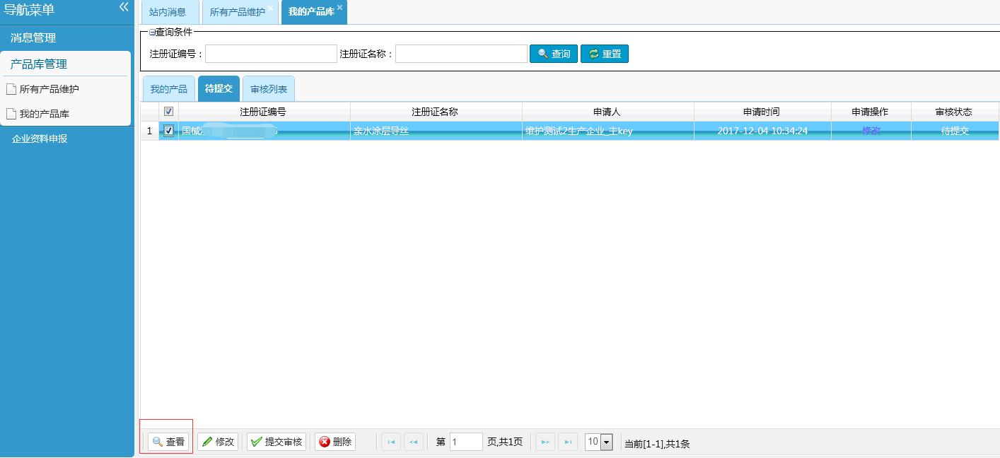 导航菜单
消息管理
产品库管理
所有产品维护
我的产品库
企业资料申报
站内消息 所有产品维护 我的产品库
查询条件
注册证编号： 注册证名称： 查询 重置
我的产品 待提交 审核列表
注册证编号 注册证名称 申请人 申请时间 申请操作 审核状态
1 国械 亲水涂层导丝 维护测试2生产企业_主key 2017-12-04 10:34:24 修改 待提交
查看 修改 提交审核 删除 第 1 页,共1页 10 当前[1-1],共1条